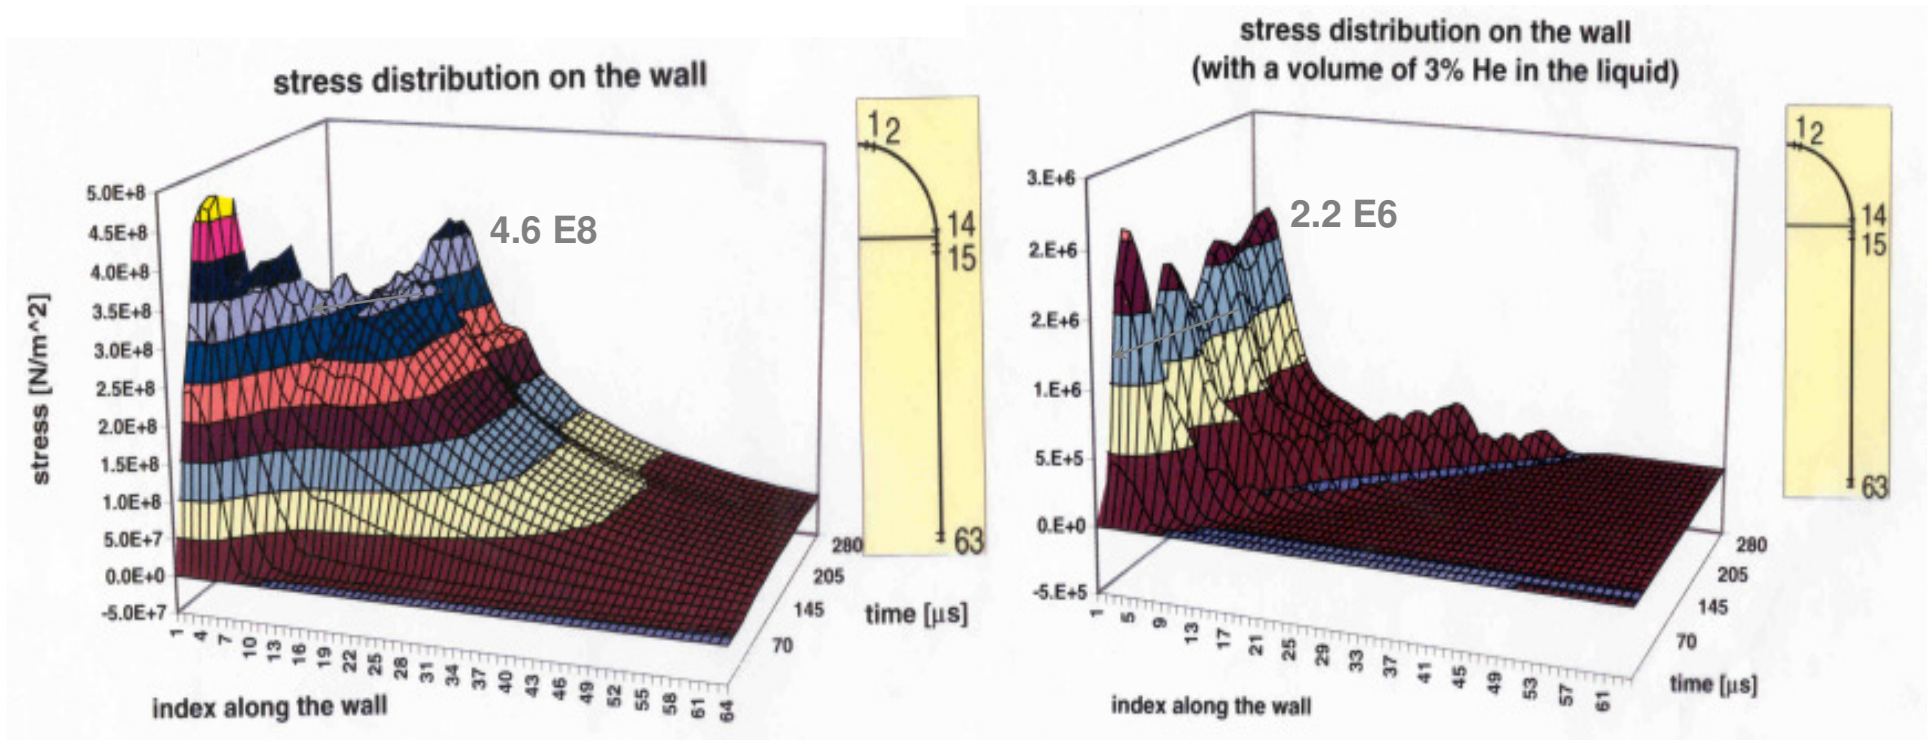 stress distribution on the wall
5.0E+8
4.5E+8
4.0E+8
3.5E+8
3.0E+8
2.5E+8
2.0E+8
1.5E+8
1.0E+8
5.0E+7
0.0E+0
-5.0E+7
stress [N/m^2]
4.6 E8
1 4 7 10 13 16 19 22 25 28 31 34 37 40 43 46 49 52 55 58 61 64
index along the wall
280
205
145
70
time [µs]
1 2
14
15
63
stress distribution on the wall
(with a volume of 3% He in the liquid)
3.E+6
2.E+6
2.E+6
1.E+6
5.E+5
0.E+0
-5.E+5
2.2 E6
1 5 9 13 17 21 25 29 33 37 41 45 49 53 57 61
index along the wall
280
205
145
70
time [µs]
1 2
14
15
63